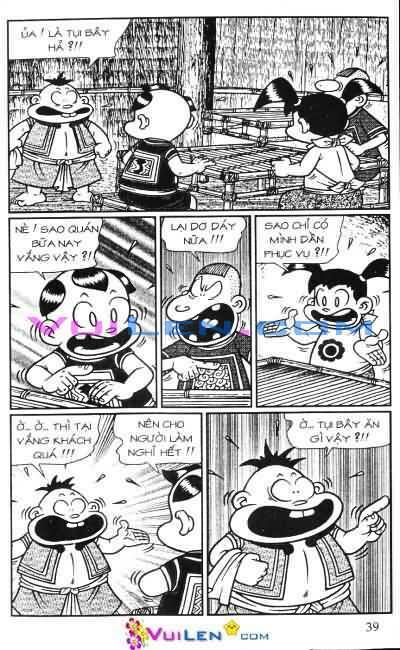 ỦA ! LÀ TỤI BÂY
HẢ ?!!
NÈ ! SAO QUÁN
BỮA NAY
VẮNG VẬY ?!!
LẠI DƠ DÁY
NỮA !!!
SAO CHỈ CÓ
MÌNH DẦN
PHỤC VỤ ?!!
VUILEN.COM
Ờ.. Ờ.. THÌ TẠI
VẮNG KHÁCH
QUÁ !!!
NÊN CHO
NGƯỜI LÀM
NGHỈ HẾT !!
Ờ... TỤI BÂY ĂN
GÌ VẬY ?!!
39
VUILEN.COM